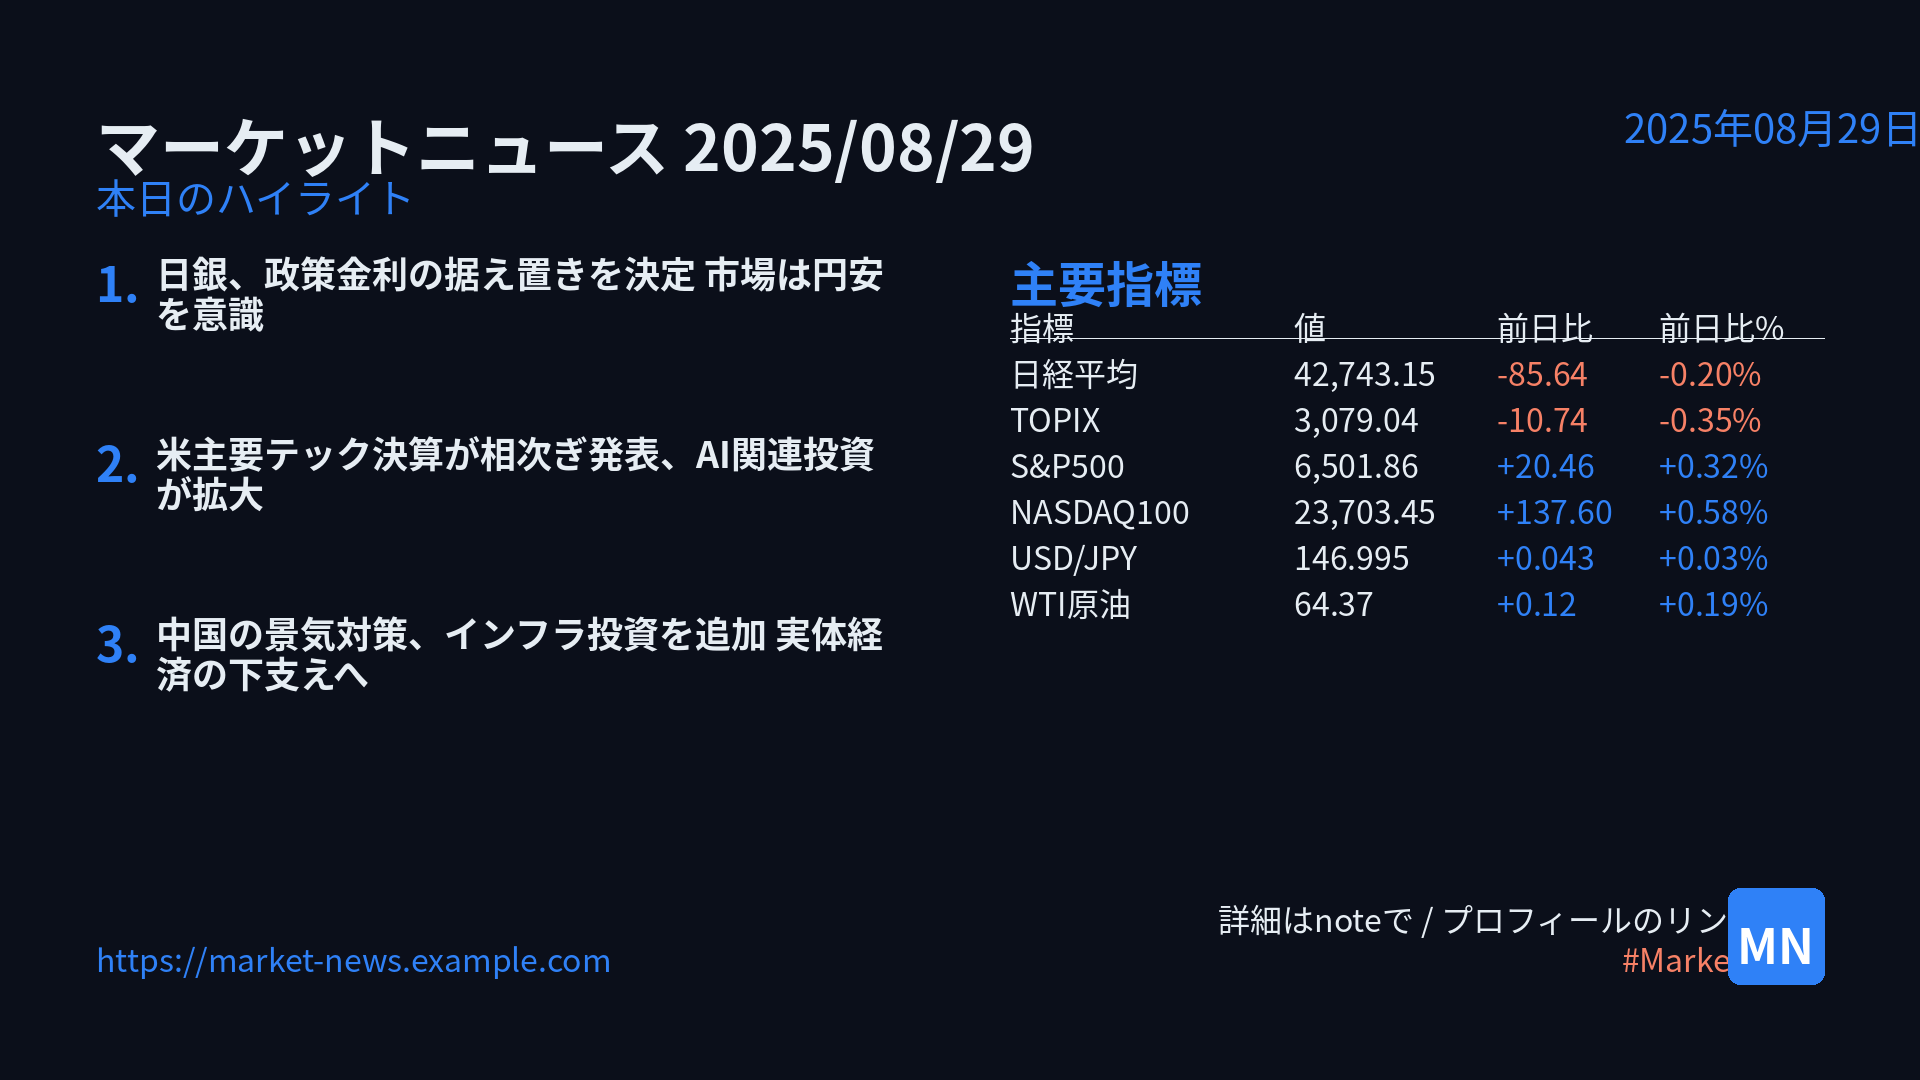 マーケットニュース 2025/08/29
2025年08月29日
本日のハイライト
1. 日銀、政策金利の据え置きを決定 市場は円安
を意識
2. 米主要テック決算が相次ぎ発表、AI関連投資
が拡大
3. 中国の景気対策、インフラ投資を追加 実体経
済の下支えへ
主要指標
指標 値 前日比 前日比%
日経平均 42,743.15 -85.64 -0.20%
TOPIX 3,079.04 -10.74 -0.35%
S&P500 6,501.86 +20.46 +0.32%
NASDAQ100 23,703.45 +137.60 +0.58%
USD/JPY 146.995 +0.043 +0.03%
WTI原油 64.37 +0.12 +0.19%
詳細はnoteで / プロフィールのリン
#Marke
MN
https://market-news.example.com